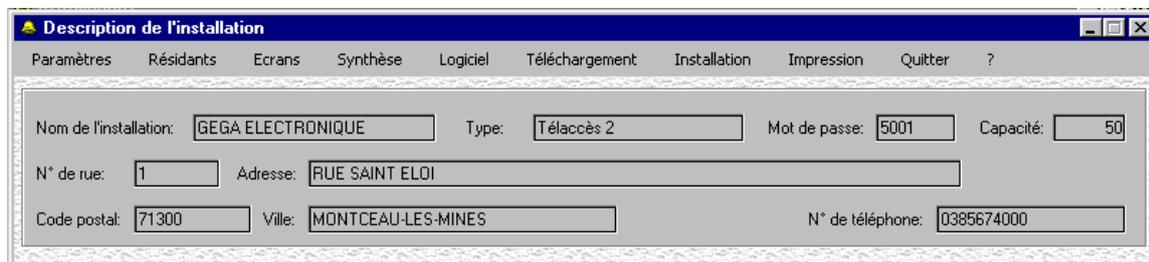 Description de l'installation
Paramètres Résidants Ecrans Synthèse Logiciel Téléchargement Installation Impression Quitter ?
Nom de l'installation: GEGA ELECTRONIQUE Type: Télaccès 2 Mot de passe: 5001 Capacité: 50
N° de rue: 1 Adresse: RUE SAINT ELOI
Code postal: 71300 Ville: MONTCEAU-LES-MINES N° de téléphone: 0385674000